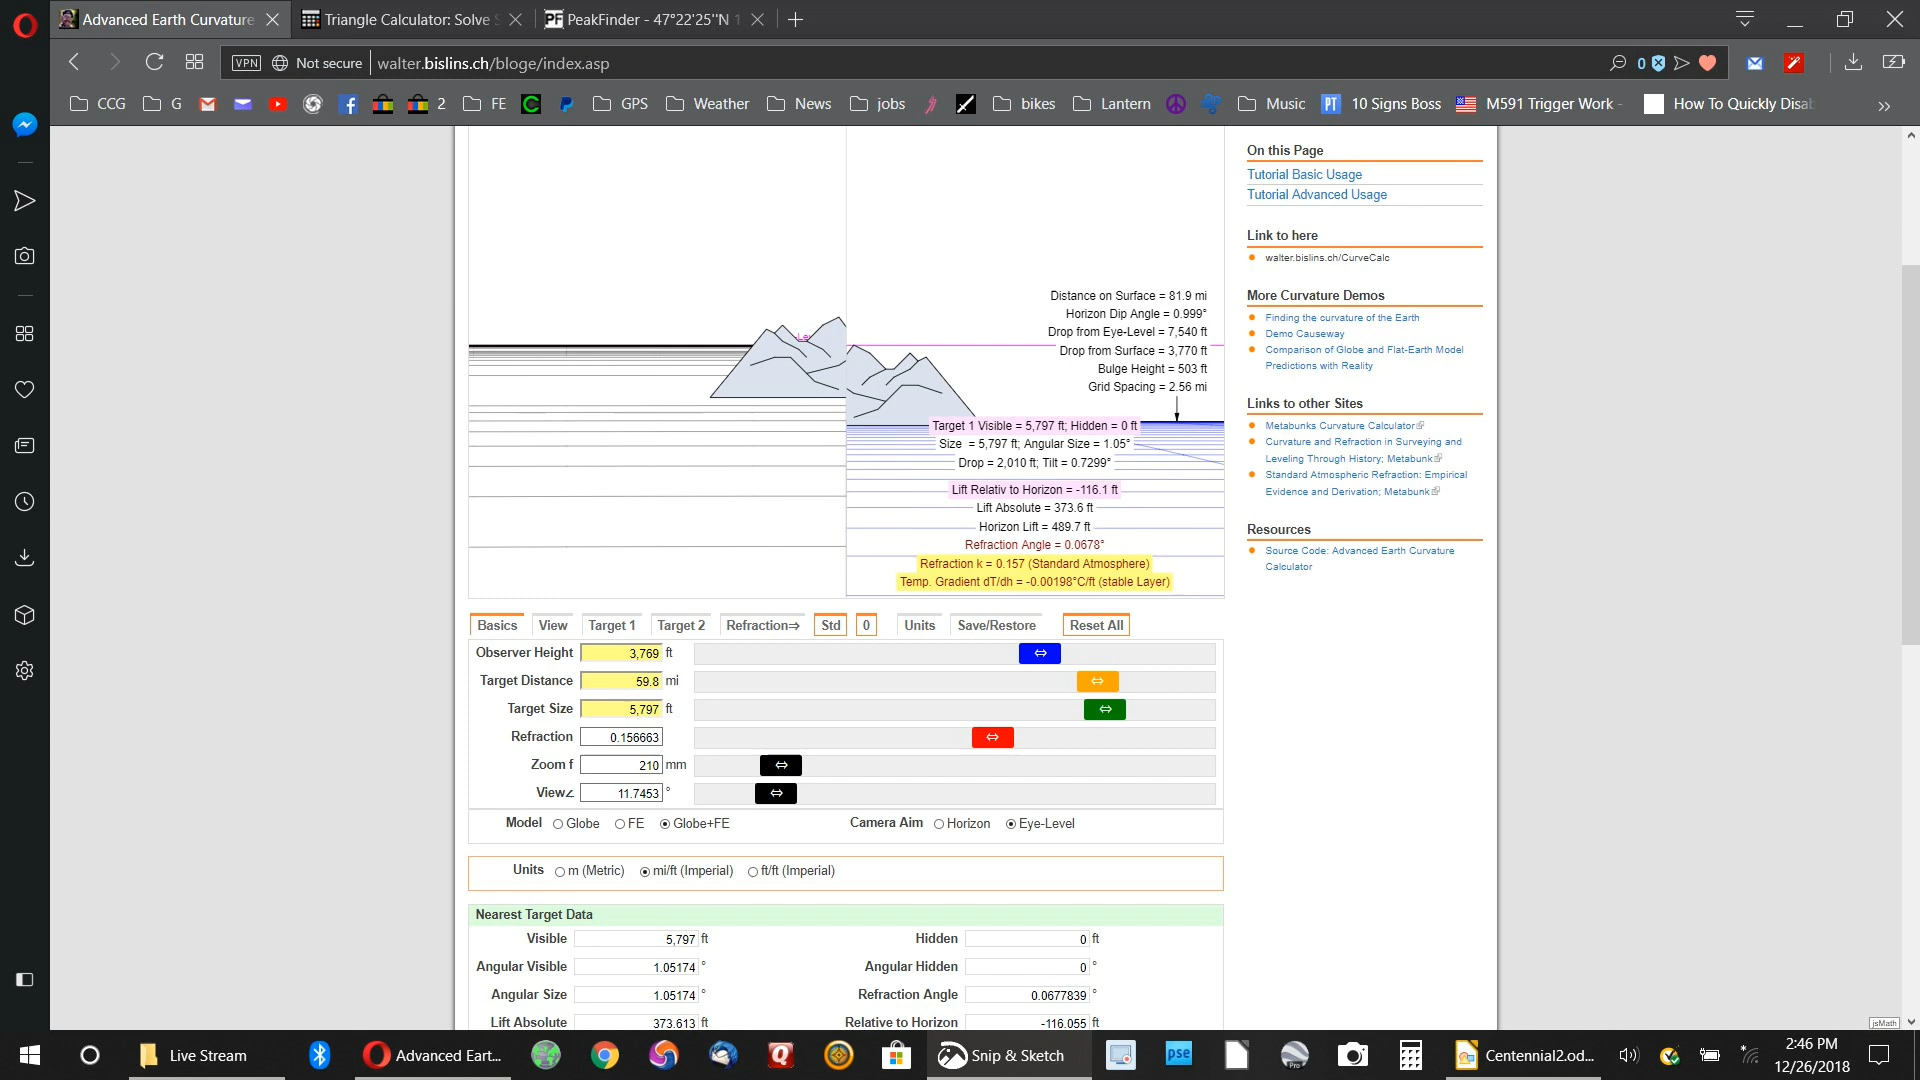 Advanced Earth Curvature
Triangle Calculator: Solve S
PF PeakFinder - 47°22'25''N 1
VPN Not secure walter.bislins.ch/bloge/index.asp
0
CCG G 2 FE GPS Weather News jobs bikes Lantern Music PT 10 Signs Boss M591 Trigger Work - How To Quickly Disab
Distance on Surface = 81.9 mi
Horizon Dip Angle = 0.999°
Drop from Eye-Level = 7,540 ft
Drop from Surface = 3,770 ft
Bulge Height = 503 ft
Grid Spacing = 2.56 mi
Target 1 Visible = 5,797 ft; Hidden = 0 ft
Size = 5,797 ft; Angular Size = 1.05°
Drop = 2,010 ft; Tilt = 0.7299°
Lift Relativ to Horizon = -116.1 ft
Lift Absolute = 373.6 ft
Horizon Lift = 489.7 ft
Refraction Angle = 0.0678°
Refraction k = 0.157 (Standard Atmosphere)
Temp. Gradient dT/dh = -0.00198°C/ft (stable Layer)
On this Page
Tutorial Basic Usage
Tutorial Advanced Usage
Link to here
walter.bislins.ch/CurveCalc
More Curvature Demos
Finding the curvature of the Earth
Demo Causeway
Comparison of Globe and Flat-Earth Model
Predictions with Reality
Links to other Sites
Metabunks Curvature Calculator
Curvature and Refraction in Surveying and
Leveling Through History; Metabunk
Standard Atmospheric Refraction: Empirical
Evidence and Derivation; Metabunk
Resources
Source Code: Advanced Earth Curvature
Calculator
Basics View Target 1 Target 2 Refraction⇒ Std 0 Units Save/Restore Reset All
Observer Height 3,769 ft
Target Distance 59.8 mi
Target Size 5,797 ft
Refraction 0.156663
Zoom f 210 mm
View∠ 11.7453 °
Model Globe FE Globe+FE Camera Aim Horizon Eye-Level
Units m (Metric) mi/ft (Imperial) ft/ft (Imperial)
Nearest Target Data
Visible 5,797 ft Hidden 0 ft
Angular Visible 1.05174 ° Angular Hidden 0 °
Angular Size 1.05174 ° Refraction Angle 0.0677839 °
Lift Absolute 373.613 ft Relative to Horizon -116.055 ft
jsMath
Live Stream
Advanced Eart...
Q
Snip & Sketch
pse
Pro
Centennial2.od...
2:46 PM
12/26/2018